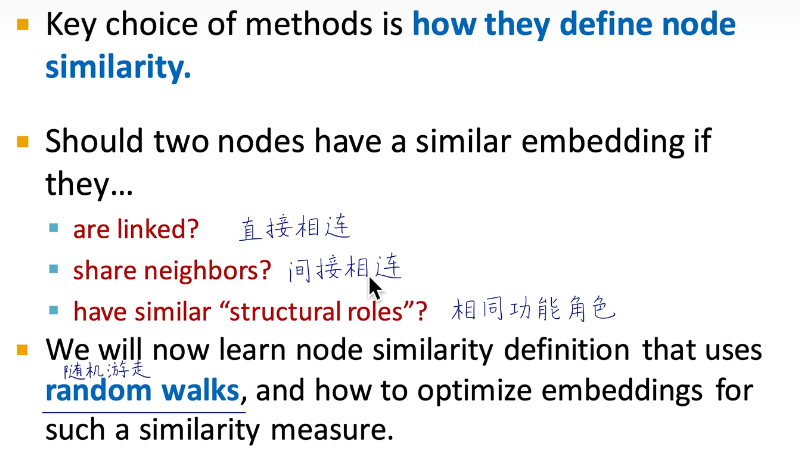 Key choice of methods is how they define node
similarity.
Should two nodes have a similar embedding if
they…
are linked? 直接相连
share neighbors? 间接相连
have similar “structural roles”? 相同功能角色
We will now learn node similarity definition that uses
随机游走
random walks, and how to optimize embeddings for
such a similarity measure.